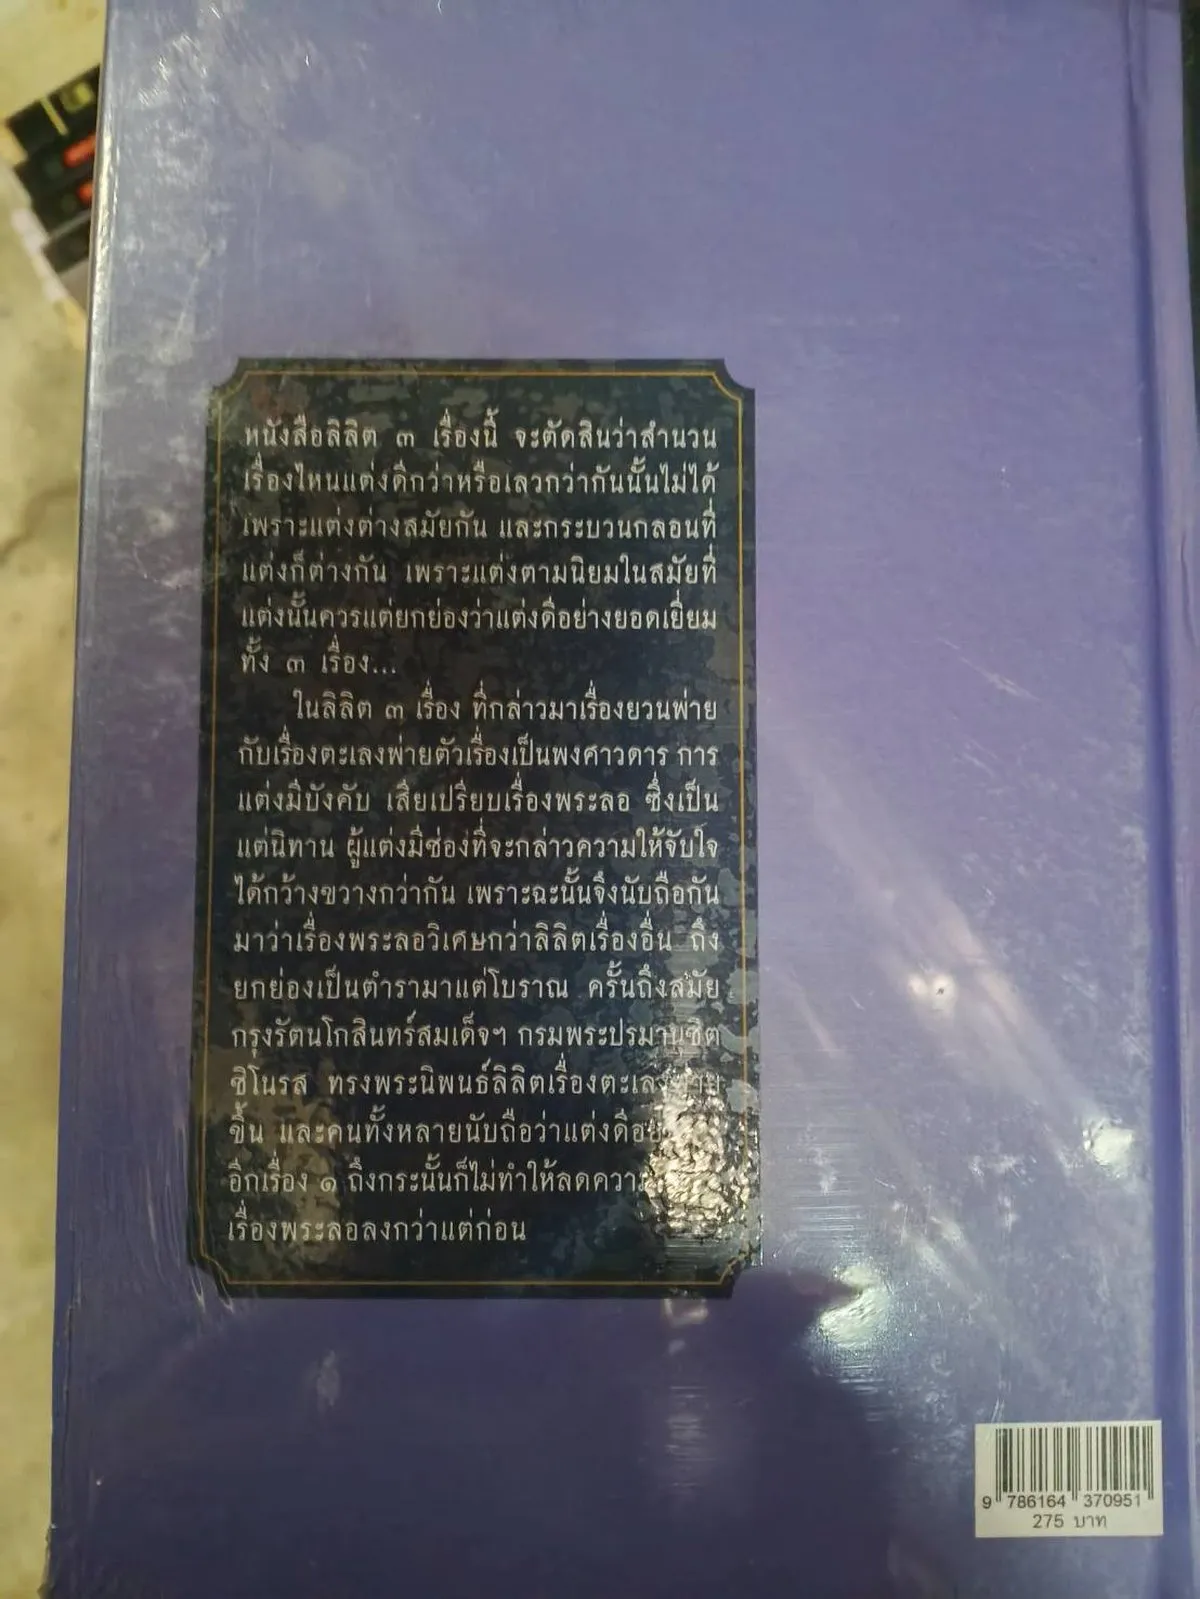 หนังสือลิลิต ๓ เรื่องนี้ จะตัดสินว่าสำนวน
เรื่องไหนแต่งดีกว่าหรือเลวกว่ากันนั้นไม่ได้
เพราะแต่งต่างสมัยกัน และกระบวนกลอนที่
แต่งก็ต่างกัน เพราะแต่งตามนิยมในสมัยที่
แต่งนั้นควรแต่ยกย่องว่าแต่งดีอย่างยอดเยี่ยม
ทั้ง ๓ เรื่อง...
ในลิลิต ๓ เรื่อง ที่กล่าวมาเรื่องยวนพ่าย
กับเรื่องตะเลงพ่ายตัวเรื่องเป็นพงศาวดาร การ
แต่งมีบังคับ เสียเปรียบเรื่องพระลอ ซึ่งเป็น
แต่นิทาน ผู้แต่งมีช่องที่จะกล่าวความให้จับใจ
ได้กว้างขวางกว่ากัน เพราะฉะนั้นจึงนับถือกัน
มาว่าเรื่องพระลอวิเศษกว่าลิลิตเรื่องอื่น ถึง
ยกย่องเป็นตำรามาแต่โบราณ ครั้นถึงสมัย
กรุงรัตนโกสินทร์สมเด็จฯ กรมพระปรมานุชิต
ชิโนรส ทรงพระนิพนธ์ลิลิตเรื่องตะเลงพ่าย
ขึ้น และคนทั้งหลายนับถือว่าแต่งดี
อีกเรื่อง ๑ ถึงกระนั้นก็ไม่ทำให้ลดความ
เรื่องพระลอลงกว่าแต่ก่อน
9 786164 370951
275 บาท